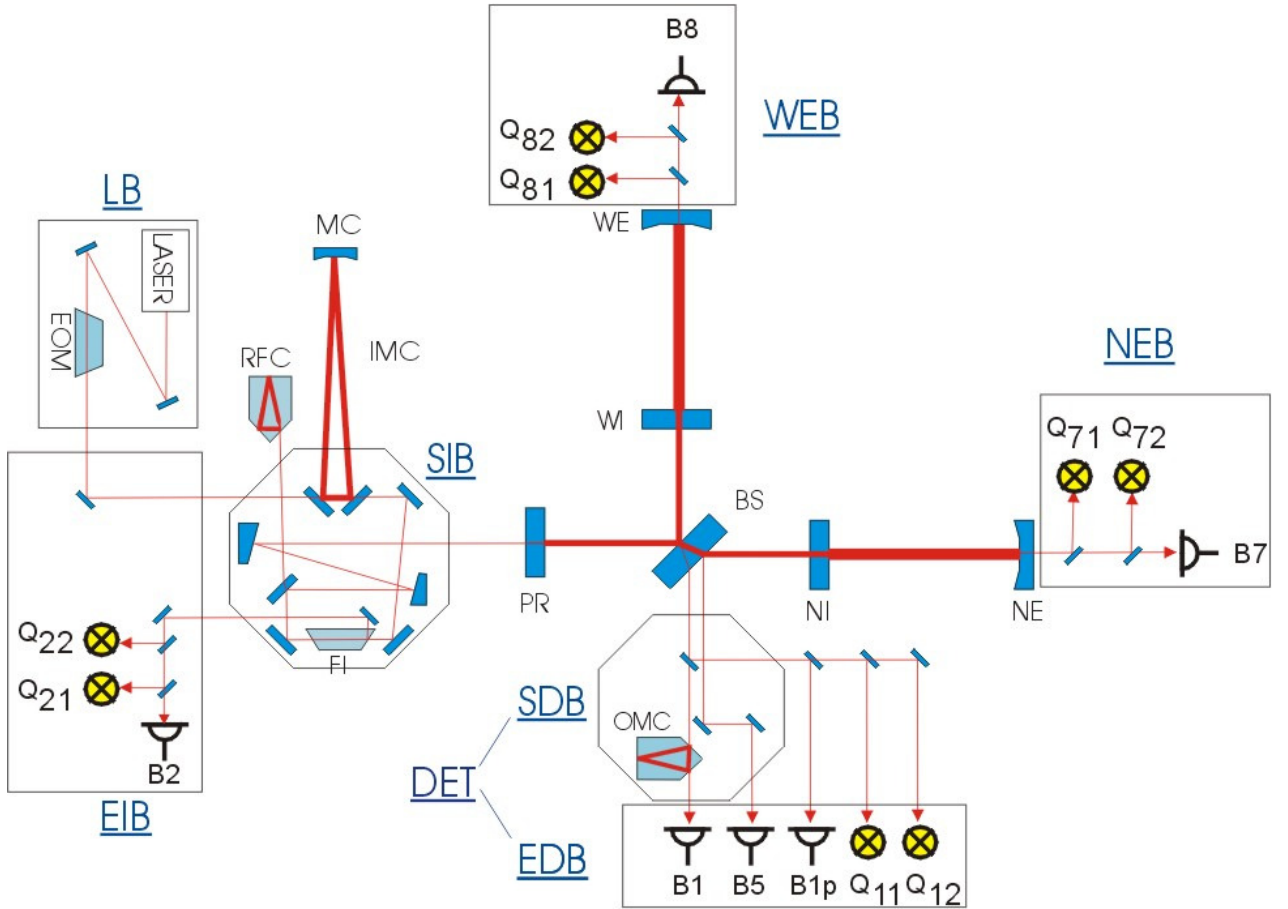 B8
WEB
Q82
Q81
WE
LB
LASER
EOM
MC
RFC
IMC
NEB
Q71
Q72
WI
SIB
BS
B7
PR
NI
NE
Q22
Q21
FI
B2
EIB
SDB
OMC
DET
EDB
B1
B5
B1p
Q11
Q12